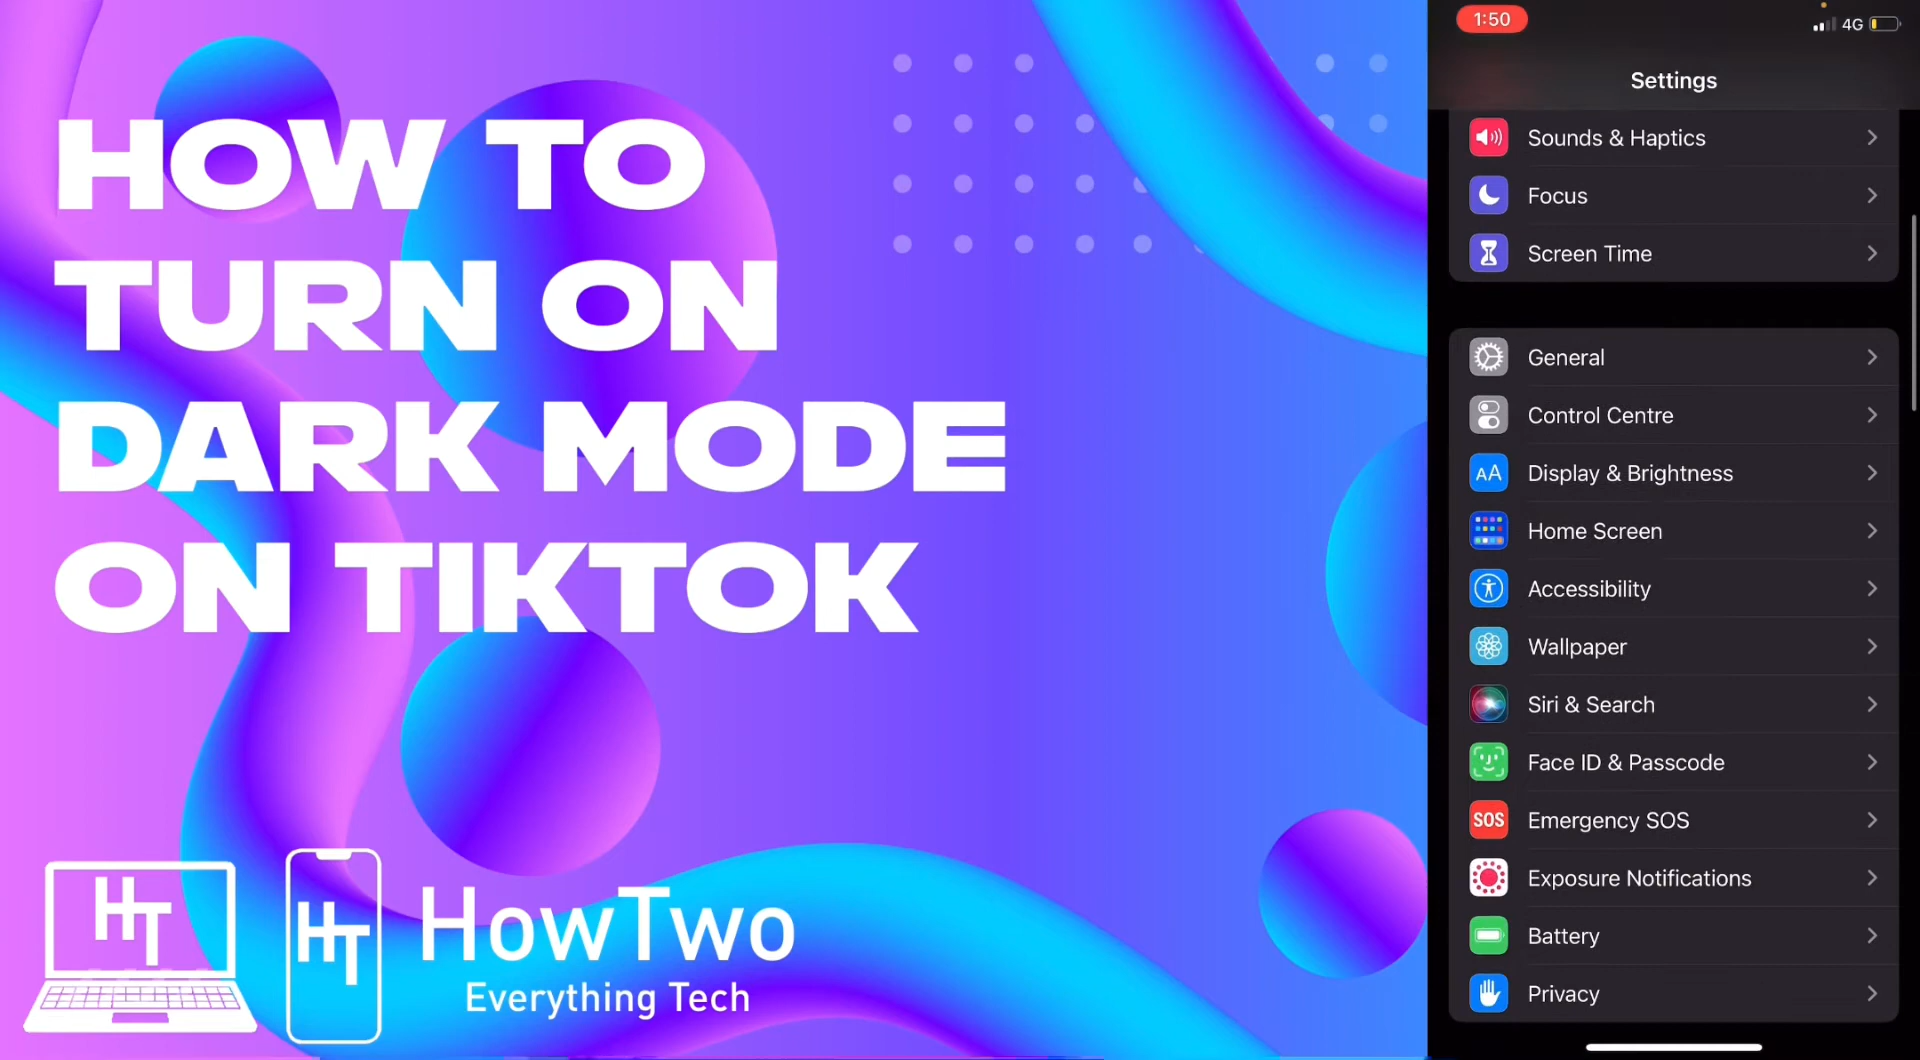 HOW TO
TURN ON
DARK MODE
ON TIKTOK
HT
HT
HowTwo
Everything Tech
1:50
4G
Settings
Sounds & Haptics
Focus
Screen Time
General
Control Centre
AA Display & Brightness
Home Screen
Accessibility
Wallpaper
Siri & Search
Face ID & Passcode
SOS Emergency SOS
Exposure Notifications
Battery
Privacy